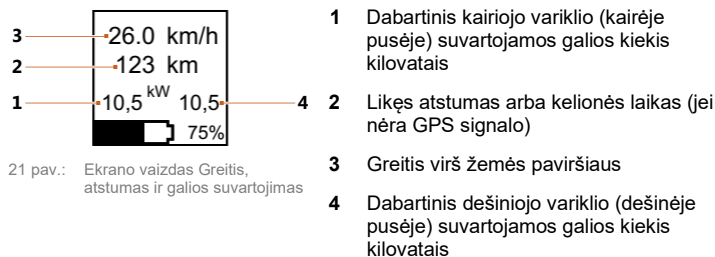 3 26.0 km/h
2 123 km
1 10,5 kW 10,5 4
75%
21 pav.: Ekrano vaizdas Greitis,
atstumas ir galios suvartojimas
1 Dabartinis kairiojo variklio (kairėje
pusėje) suvartojamos galios kiekis
kilovatais
2 Likęs atstumas arba kelionės laikas (jei
nėra GPS signalo)
3 Greitis virš žemės paviršiaus
4 Dabartinis dešiniojo variklio (dešinėje
pusėje) suvartojamos galios kiekis
kilovatais